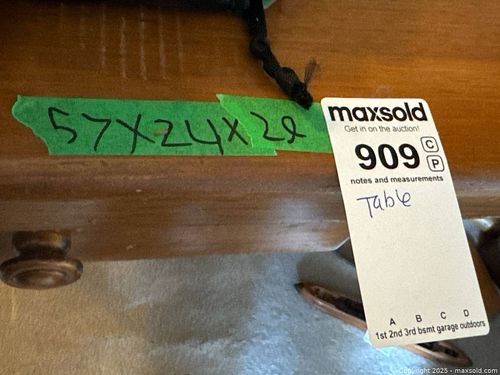 57X24X20
maxsold
Get in on the auction!
909
C
P
notes and measurements
Table
A B C D
1st 2nd 3rd bsmt garage outdoors
Copyright 2025 - maxsold.com